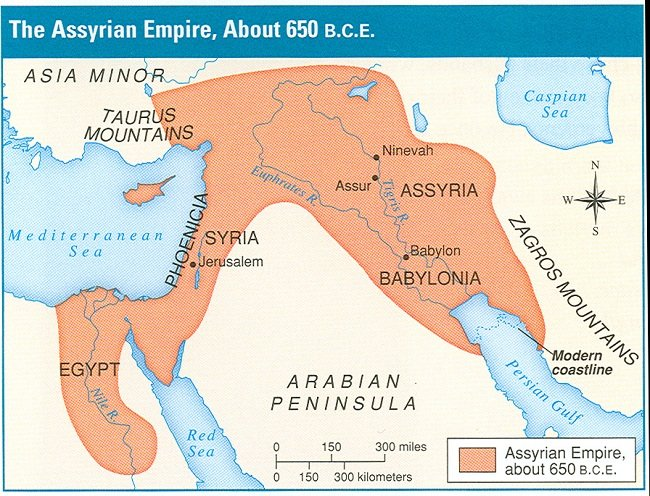 The Assyrian Empire, About 650 B.C.E.
ASIA MINOR
Caspian
Sea
TAURUS
MOUNTAINS
Ninevah
Assur
ASSYRIA
Euphrates R.
Tigris R.
N
W
E
S
Mediterranean
Sea
PHOENICIA
SYRIA
Jerusalem
Babylon
BABYLONIA
ZAGROS MOUNTAINS
Modern
coastline
EGYPT
Nile R.
ARABIAN
PENINSULA
Persian Gulf
Red
Sea
0 150 300 miles
0 150 300 kilometers
Assyrian Empire,
about 650 B.C.E.